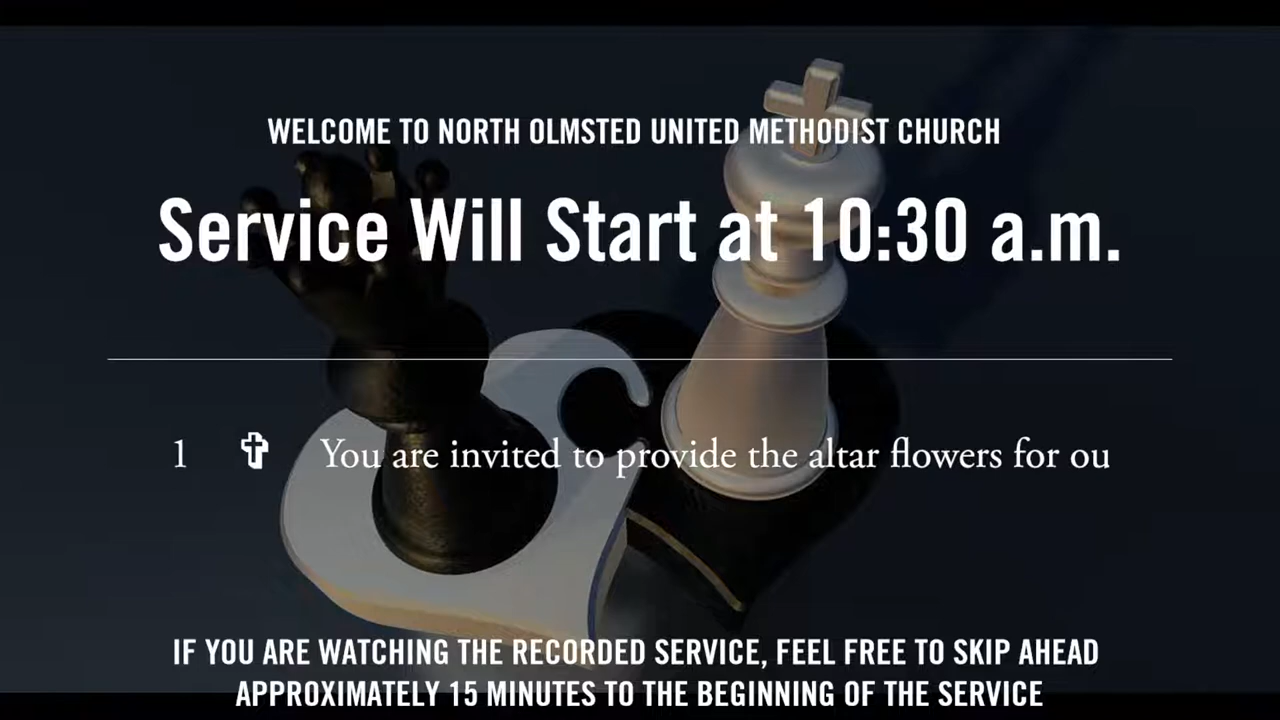 WELCOME TO NORTH OLMSTED UNITED METHODIST CHURCH
Service Will Start at 10:30 a.m.
1 ✞ You are invited to provide the altar flowers for ou
IF YOU ARE WATCHING THE RECORDED SERVICE, FEEL FREE TO SKIP AHEAD
APPROXIMATELY 15 MINUTES TO THE BEGINNING OF THE SERVICE